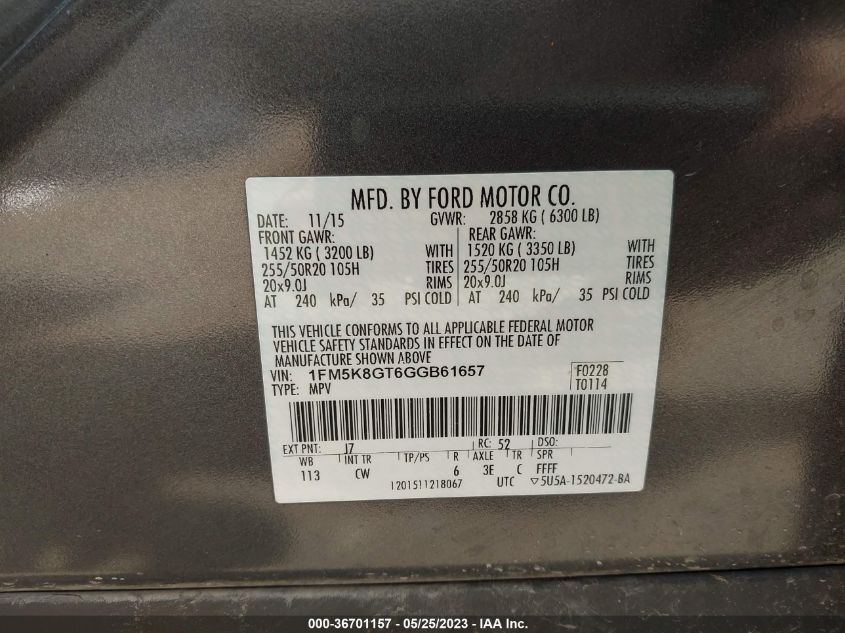 MFD. BY FORD MOTOR CO.
DATE: 11/15 GVWR: 2858 KG ( 6300 LB)
FRONT GAWR: REAR GAWR:
1452 KG ( 3200 LB) WITH 1520 KG ( 3350 LB) WITH
255/50R20 105H TIRES 255/50R20 105H TIRES
20x9.0J RIMS 20x9.0J RIMS
AT 240 kPa/ 35 PSI COLD AT 240 kPa/ 35 PSI COLD
THIS VEHICLE CONFORMS TO ALL APPLICABLE FEDERAL MOTOR
VEHICLE SAFETY STANDARDS IN EFFECT ON THE DATE OF
MANUFACTURE SHOWN ABOVE
VIN: 1FM5K8GT6GGB61657 F0228
TYPE: MPV T0114
EXT PNT: J7 RC: 52 DSO:
WB INT TR TP/PS R AXLE TR SPR
113 CW 6 3E C FFFF
1201511218067 UTC ▽5U5A-1520472-BA
000-36701157 — 05/25/2023 — IAA Inc.